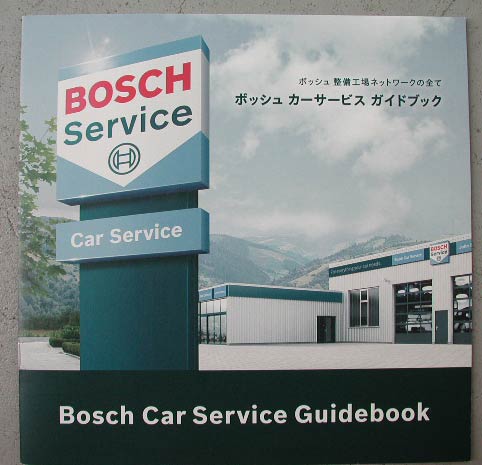 BOSCH
Service
ボッシュ 整備工場ネットワークの全て
ボッシュ カーサービス ガイドブック
Car Service
BOSCH
Service
Bosch Car Service Guidebook